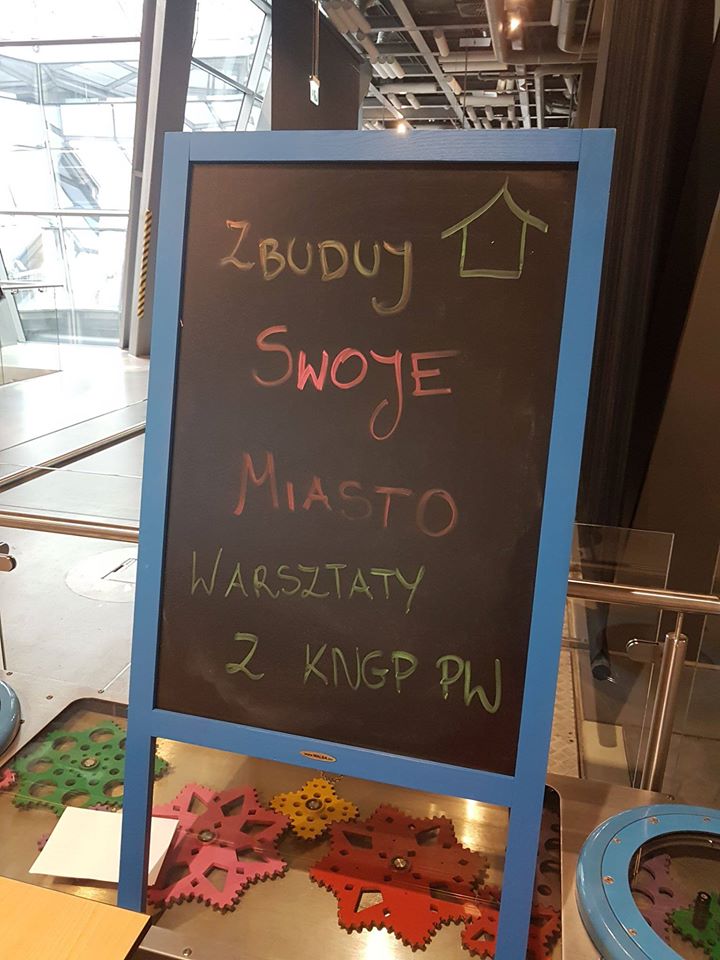 ZBUDUJ
SWOJE
MIASTO
WARSZTATY
Z KNGP PW